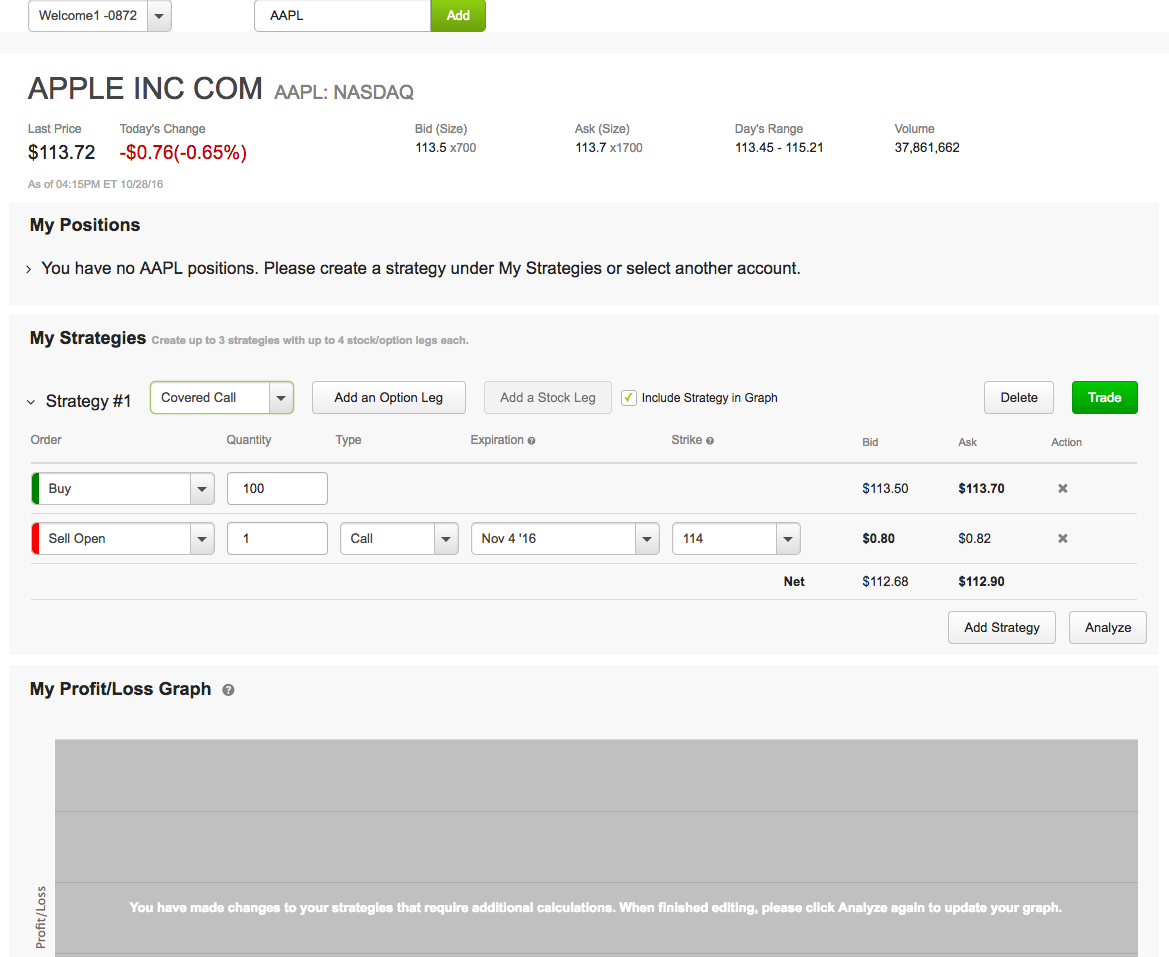 Welcome1 -0872 AAPL Add
APPLE INC COM AAPL: NASDAQ
Last Price Today's Change Bid (Size) Ask (Size) Day's Range Volume
$113.72 -$0.76(-0.65%) 113.5 x700 113.7 x1700 113.45 - 115.21 37,861,662
As of 04:15PM ET 10/28/16
My Positions
› You have no AAPL positions. Please create a strategy under My Strategies or select another account.
My Strategies Create up to 3 strategies with up to 4 stock/option legs each.
Strategy #1 Covered Call Add an Option Leg Add a Stock Leg ✓ Include Strategy in Graph Delete Trade
Order Quantity Type Expiration ? Strike ? Bid Ask Action
Buy 100 $113.50 $113.70 ✖
Sell Open 1 Call Nov 4 '16 114 $0.80 $0.82 ✖
Net $112.68 $112.90
Add Strategy Analyze
My Profit/Loss Graph ?
You have made changes to your strategies that require additional calculations. When finished editing, please click Analyze again to update your graph.
Profit/Loss